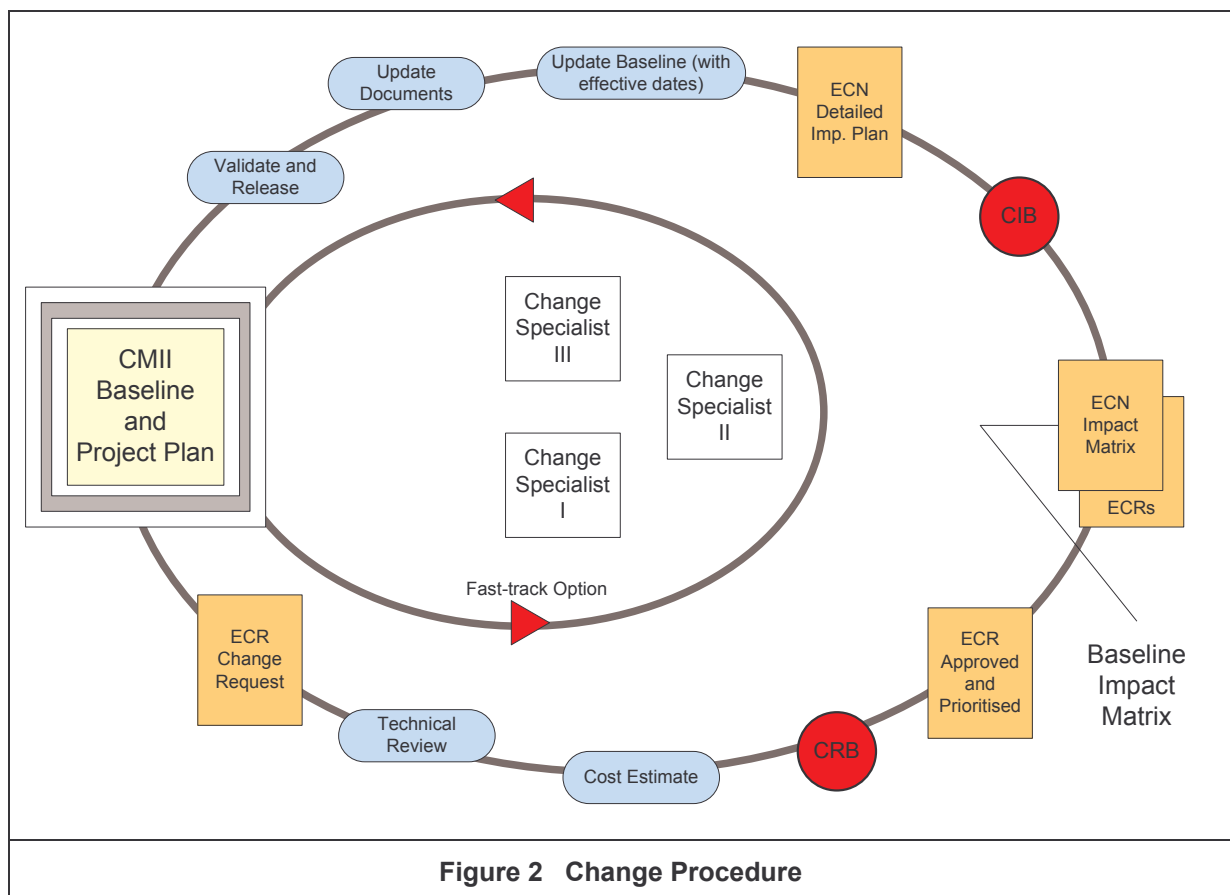 Update
Documents
Update Baseline (with
effective dates)
ECN
Detailed
Imp. Plan
Validate and
Release
CIB
Change
Specialist
III
CMII
Baseline
and
Project Plan
Change
Specialist
II
ECN
Impact
Matrix
ECRs
Change
Specialist
I
Fast-track Option
ECR
Change
Request
ECR
Approved
and
Prioritised
Baseline
Impact
Matrix
Technical
Review
CRB
Cost Estimate
Figure 2 Change Procedure